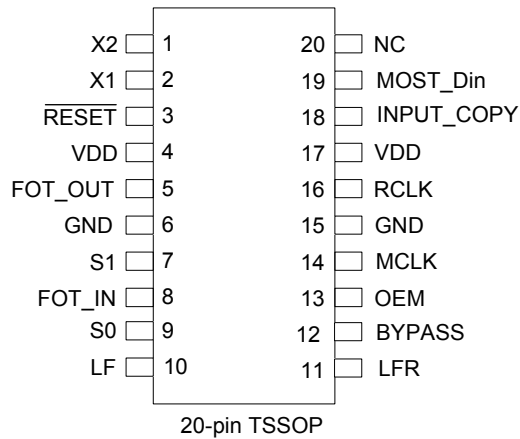 X2 1 20 NC
X1 2 19 MOST_Din
RESET 3 18 INPUT_COPY
VDD 4 17 VDD
FOT_OUT 5 16 RCLK
GND 6 15 GND
S1 7 14 MCLK
FOT_IN 8 13 OEM
S0 9 12 BYPASS
LF 10 11 LFR
20-pin TSSOP